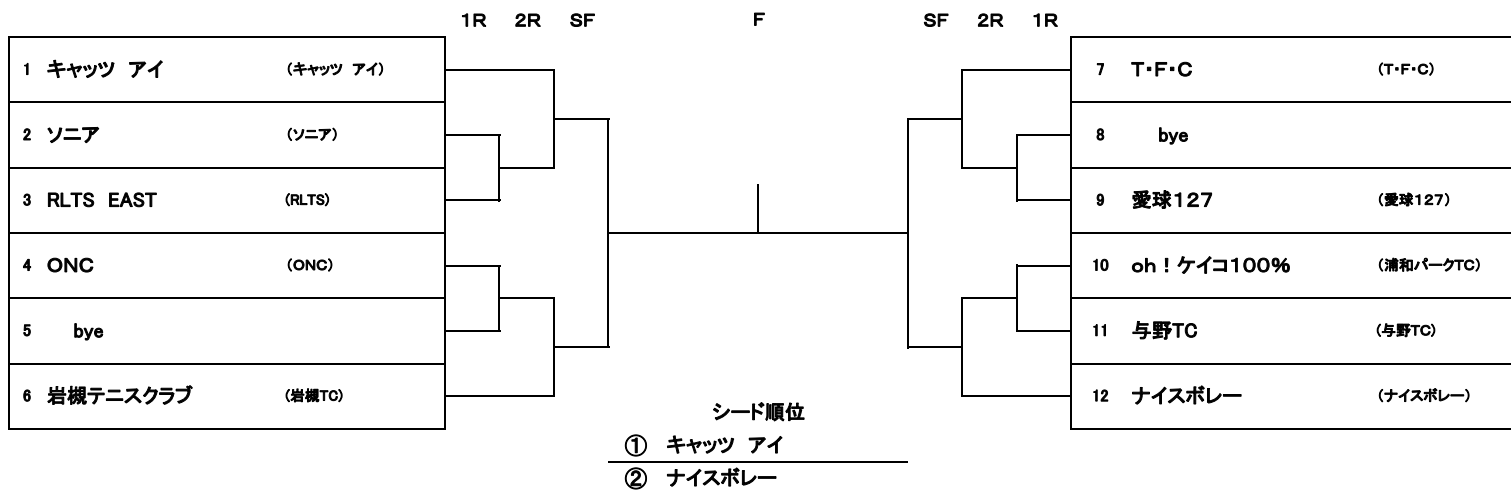 1R 2R SF F SF 2R 1R
1 キャッツ アイ (キャッツ アイ)
2 ソニア (ソニア)
3 RLTS EAST (RLTS)
4 ONC (ONC)
5 bye
6 岩槻テニスクラブ (岩槻TC)
7 T・F・C (T・F・C)
8 bye
9 愛球127 (愛球127)
10 oh！ケイコ100% (浦和パークTC)
11 与野TC (与野TC)
12 ナイスボレー (ナイスボレー)
シード順位
① キャッツ アイ
② ナイスボレー